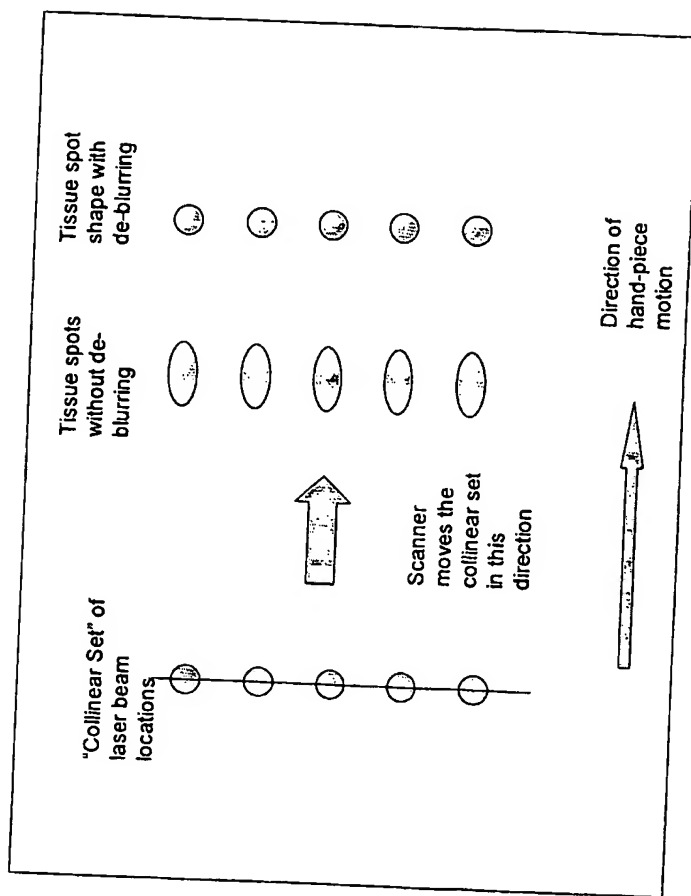 "Collinear Set" of
laser beam
locations
Scanner
moves the
collinear set
in this
direction
Tissue spots
without de-
blurring
Tissue spot
shape with
de-blurring
Direction of
hand-piece
motion